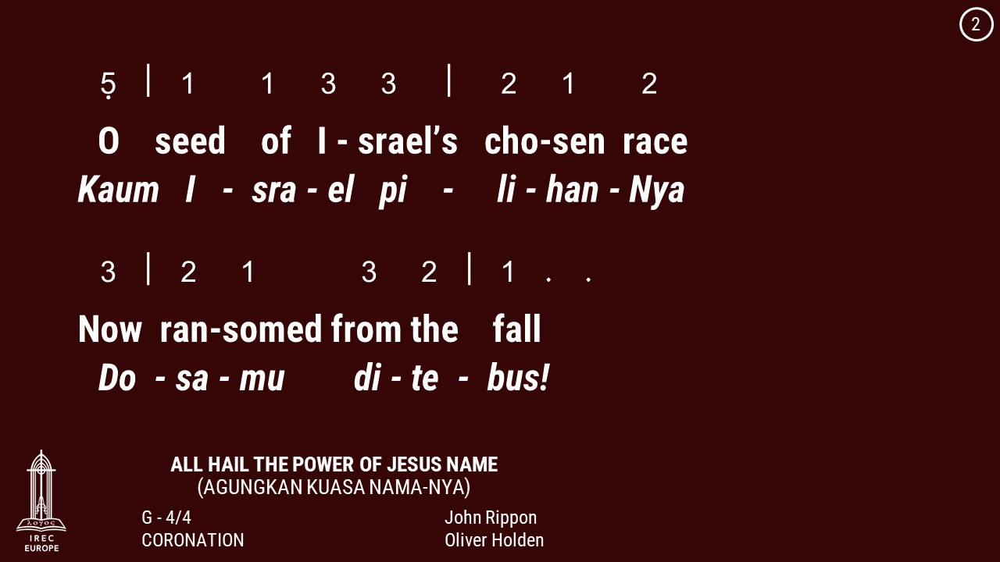 2
5̣ | 1 1 3 3 | 2 1 2
O seed of I - srael’s cho-sen race
Kaum I - sra - el pi - li - han - Nya
3 | 2 1 3 2 | 1 . .
Now ran-somed from the fall
Do - sa - mu di - te - bus!
ALL HAIL THE POWER OF JESUS NAME
(AGUNGKAN KUASA NAMA-NYA)
G - 4/4 John Rippon
CORONATION Oliver Holden
λογος
IREC
EUROPE